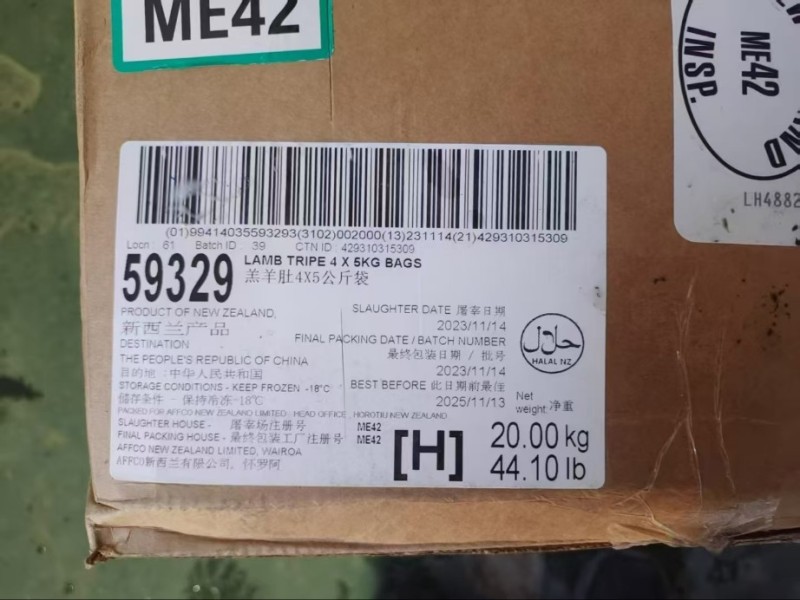 ME42
ME42
INSP.
LH4882
(01)99414035593293(3102)002000(13)231114(21)429310315309
Locn: 61 Batch ID: 39 CTN ID: 429310315309
59329
LAMB TRIPE 4 X 5KG BAGS
羔羊肚4X5公斤袋
PRODUCT OF NEW ZEALAND,
新西兰产品
DESTINATION
THE PEOPLE'S REPUBLIC OF CHINA
目的地:中华人民共和国
STORAGE CONDITIONS - KEEP FROZEN -18°C
储存条件 - 保持冷冻-18℃
SLAUGHTER DATE 屠宰日期
2023/11/14
FINAL PACKING DATE / BATCH NUMBER
最终包装日期 / 批号
2023/11/14
BEST BEFORE 此日期前最佳
2025/11/13
حلال
HALAL NZ
PACKED FOR AFFCO NEW ZEALAND LIMITED, HEAD OFFICE, HOROTIU NEW ZEALAND
SLAUGHTER HOUSE - 屠宰场注册号 ME42
FINAL PACKING HOUSE - 最终包装工厂注册号 ME42
AFFCO NEW ZEALAND LIMITED, WAIROA
AFFCO新西兰有限公司, 怀罗阿
[H]
Net
weight: 净重
20.00 kg
44.10 lb